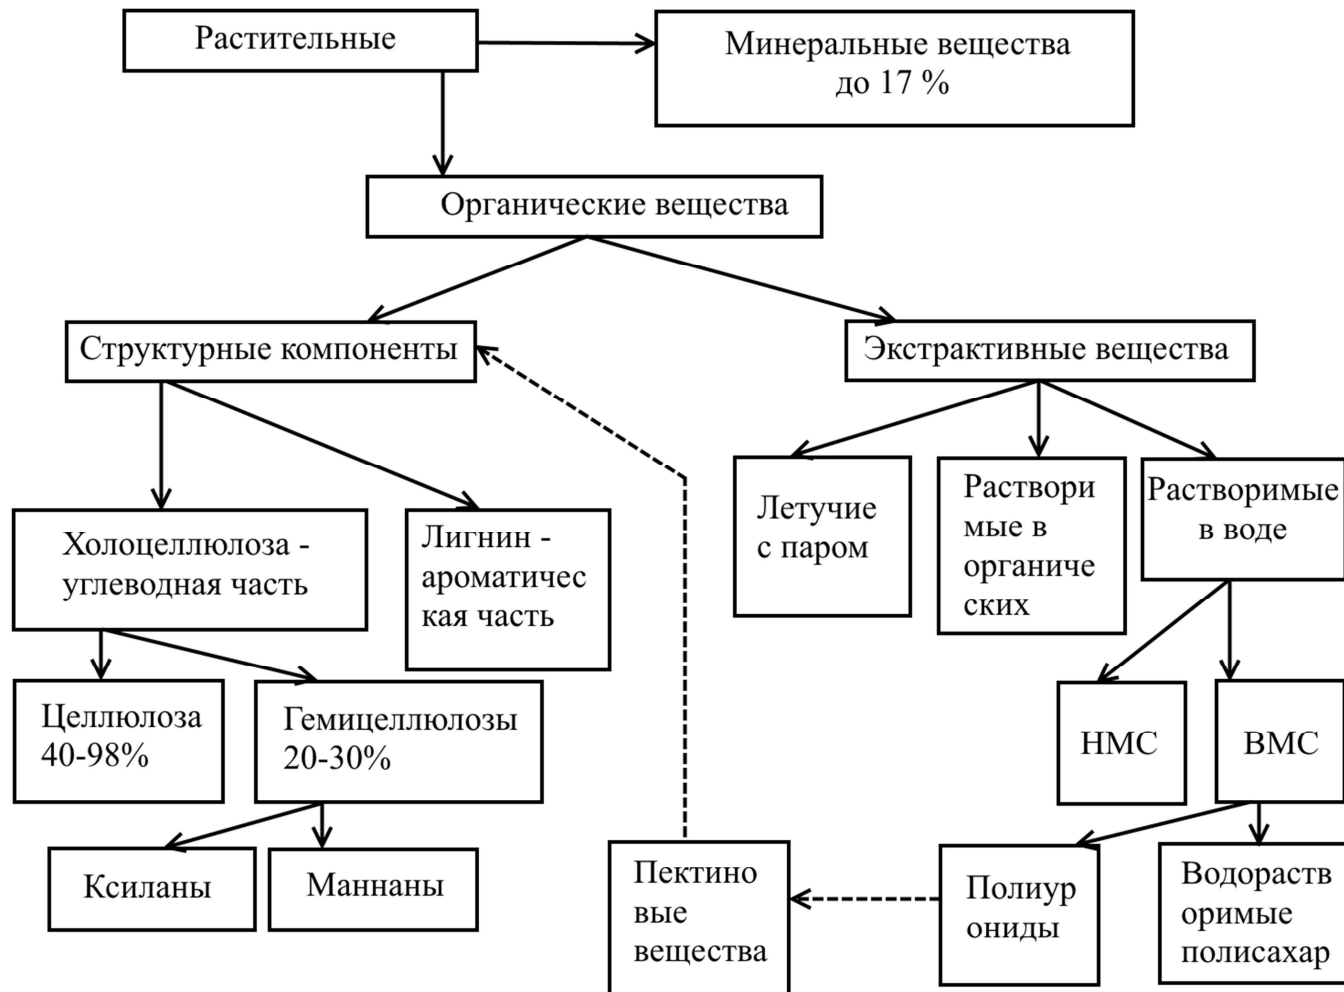 Растительные
Минеральные вещества
до 17 %
Органические вещества
Структурные компоненты
Экстрактивные вещества
Холоцеллюлоза -
углеводная часть
Лигнин -
ароматичес
кая часть
Летучие
с паром
Раствори
мые в
органиче
ских
Растворимые
в воде
Целлюлоза
40-98%
Гемицеллюлозы
20-30%
НМС
ВМС
Ксиланы
Маннаны
Пектино
вые
вещества
Полиур
ониды
Водораств
оримые
полисахар